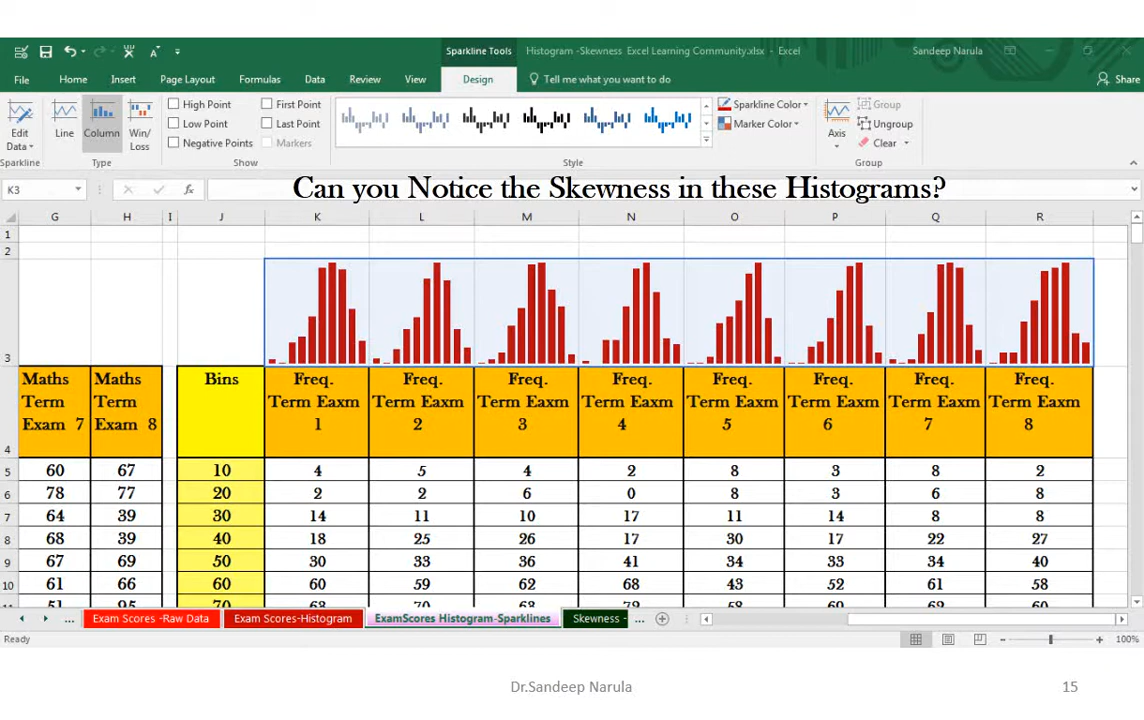 Sparkline Tools
Histogram -Skewness Excel Learning Community.xlsx - Excel
Sandeep Narula
File Home Insert Page Layout Formulas Data Review View Design Tell me what you want to do Share
Edit Data
Line
Column
Win/ Loss
High Point First Point
Low Point Last Point
Negative Points Markers
Sparkline Color
Marker Color
Axis
Group
Ungroup
Clear
Sparkline Type Show Style Group
K3 fx
Can you Notice the Skewness in these Histograms?
G H I J K L M N O P Q R
1
2
3
Maths Maths Bins Freq. Freq. Freq. Freq. Freq. Freq. Freq. Freq.
Term Term Term Eaxm Term Eaxm Term Eaxm Term Eaxm Term Eaxm Term Eaxm Term Eaxm Term Eaxm
Exam 7 Exam 8 1 2 3 4 5 6 7 8
4
5 60 67 10 4 5 4 2 8 3 8 2
6 78 77 20 2 2 6 0 8 3 6 8
7 64 39 30 14 11 10 17 11 14 8 8
8 68 39 40 18 25 26 17 30 17 22 27
9 67 69 50 30 33 36 41 34 33 34 40
10 61 66 60 60 59 62 68 43 52 61 58
... Exam Scores -Raw Data Exam Scores-Histogram ExamScores Histogram-Sparklines Skewness - ...
Ready 100%
Dr.Sandeep Narula 15